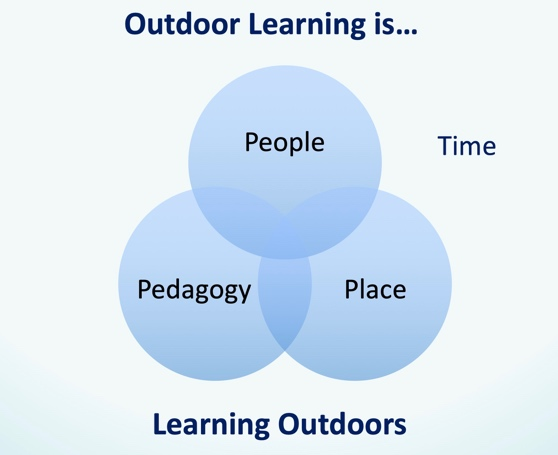 Outdoor Learning is…
People
Time
Pedagogy
Place
Learning Outdoors